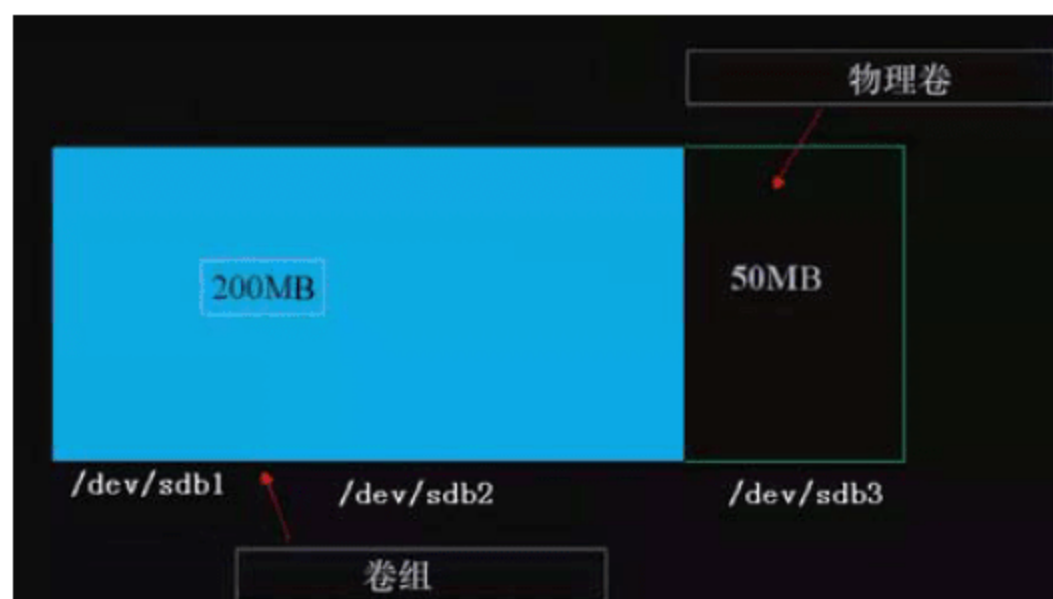 物理卷
200MB
50MB
/dev/sdb1
/dev/sdb2
/dev/sdb3
卷组